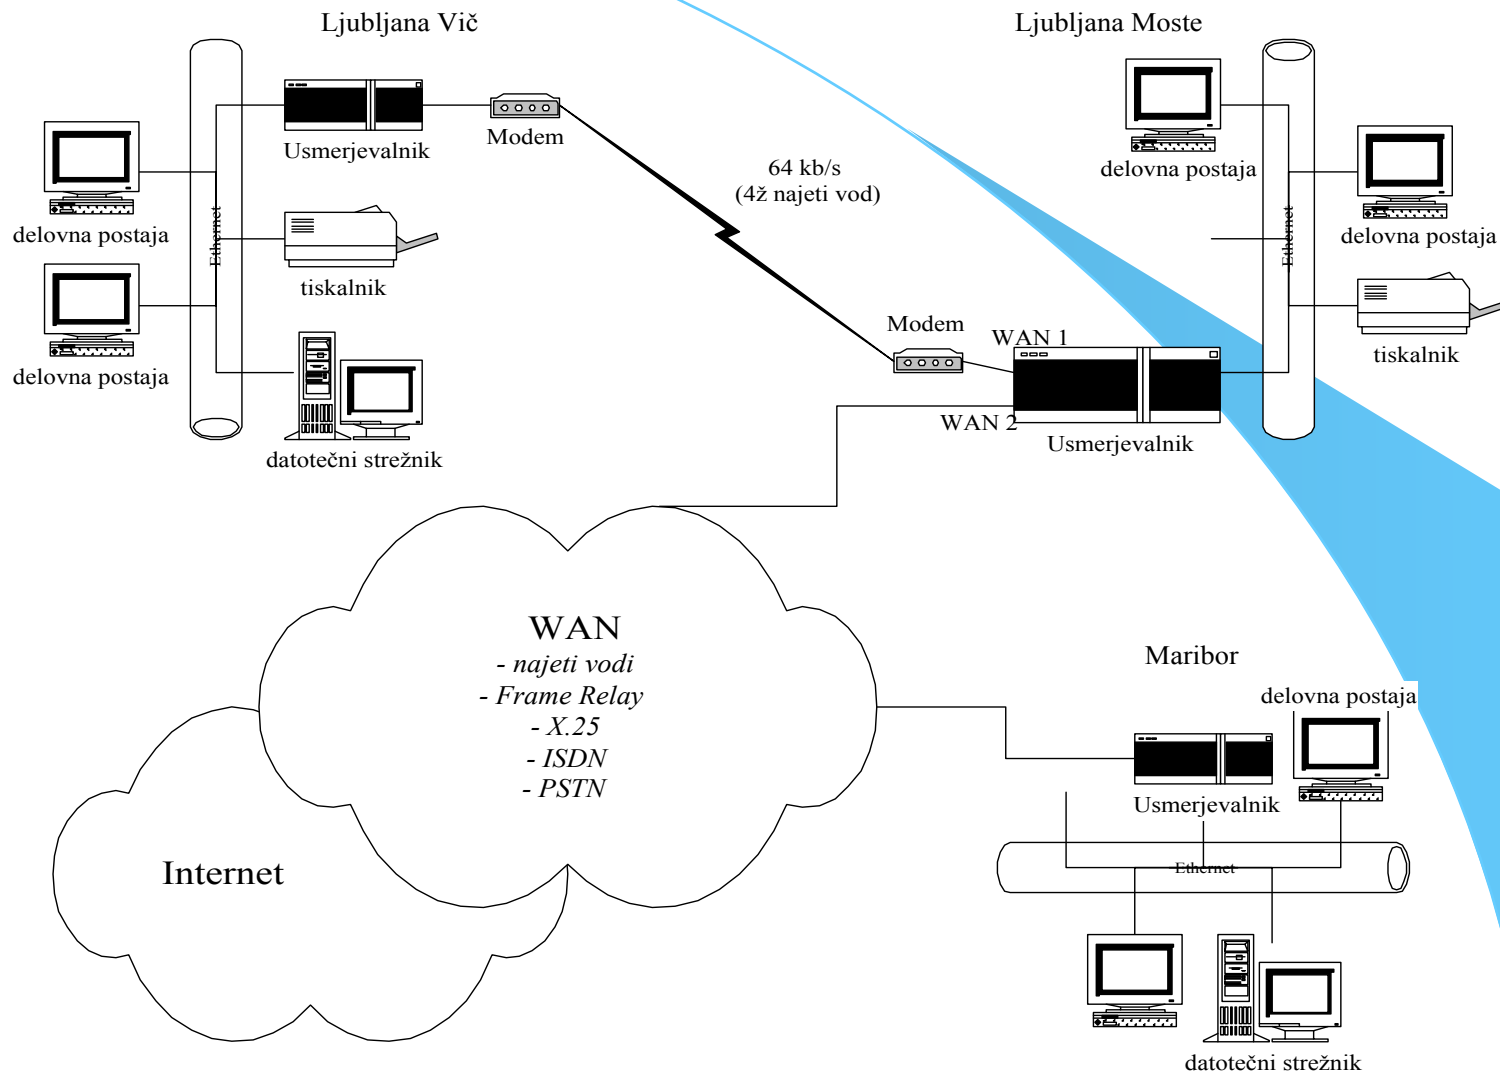 Ljubljana Vič
Ljubljana Moste
Usmerjevalnik
Modem
64 kb/s
(4ž najeti vod)
delovna postaja
delovna postaja
Ethernet
tiskalnik
delovna postaja
datotečni strežnik
delovna postaja
Ethernet
tiskalnik
Modem
WAN 1
WAN 2
Usmerjevalnik
WAN
- najeti vodi
- Frame Relay
- X.25
- ISDN
- PSTN
Internet
Maribor
delovna postaja
Usmerjevalnik
Ethernet
datotečni strežnik